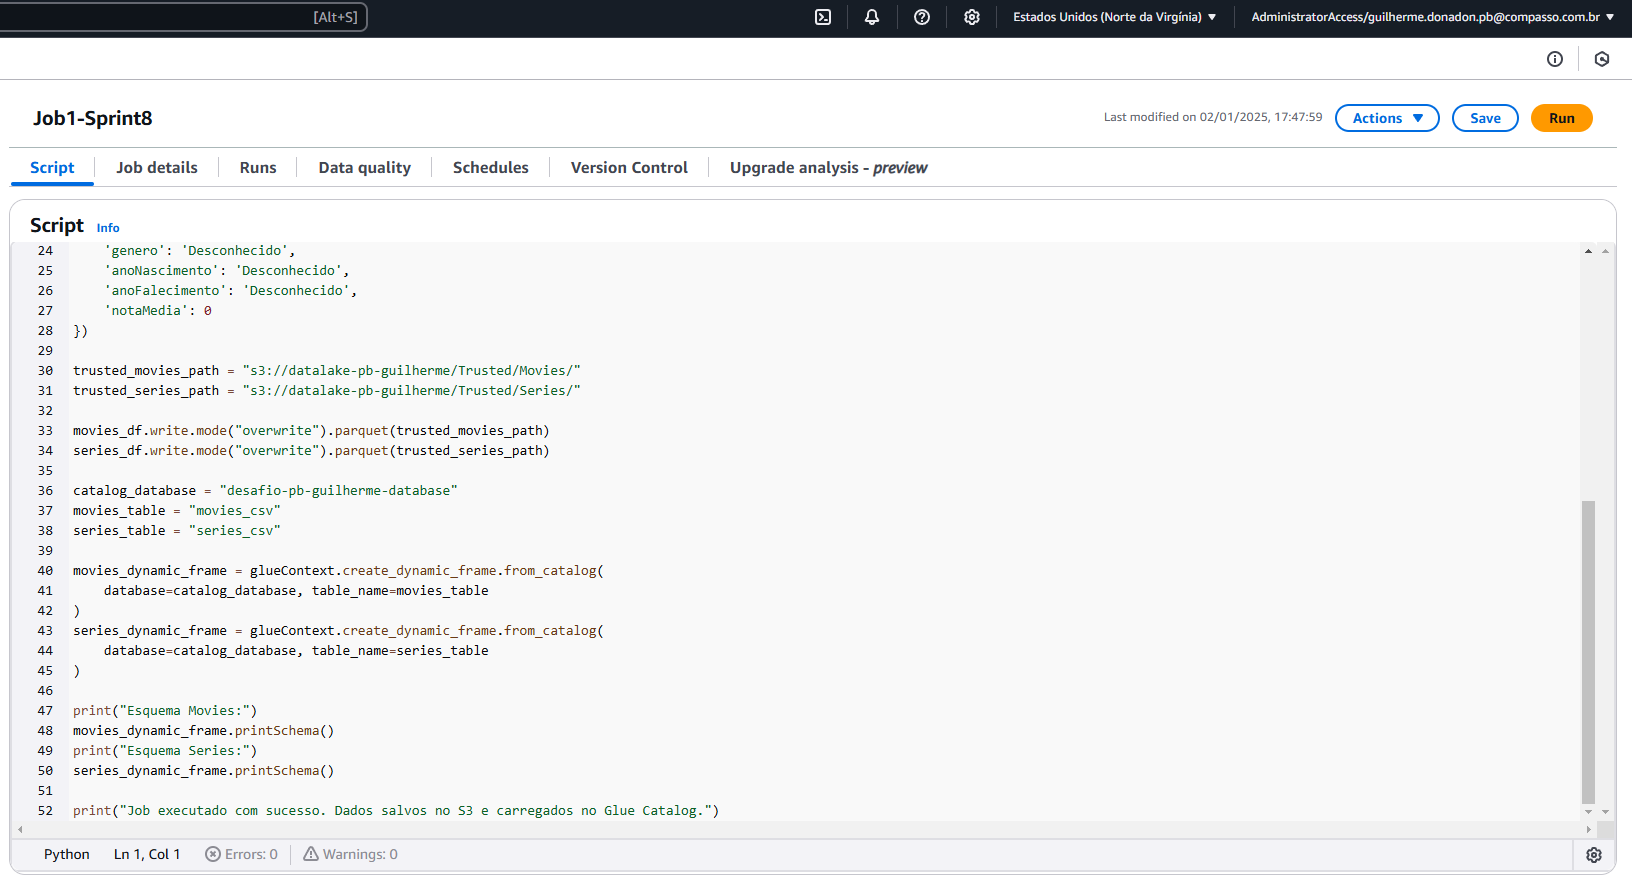 [Alt+S]
Estados Unidos (Norte da Virgínia) ▼
AdministratorAccess/guilherme.donadon.pb@compasso.com.br ▼
Job1-Sprint8
Last modified on 02/01/2025, 17:47:59
Actions ▼
Save
Run
Script
Job details
Runs
Data quality
Schedules
Version Control
Upgrade analysis - preview
Script Info
24     'genero': 'Desconhecido',
25     'anoNascimento': 'Desconhecido',
26     'anoFalecimento': 'Desconhecido',
27     'notaMedia': 0
28 })
29
30 trusted_movies_path = "s3://datalake-pb-guilherme/Trusted/Movies/"
31 trusted_series_path = "s3://datalake-pb-guilherme/Trusted/Series/"
32
33 movies_df.write.mode("overwrite").parquet(trusted_movies_path)
34 series_df.write.mode("overwrite").parquet(trusted_series_path)
35
36 catalog_database = "desafio-pb-guilherme-database"
37 movies_table = "movies_csv"
38 series_table = "series_csv"
39
40 movies_dynamic_frame = glueContext.create_dynamic_frame.from_catalog(
41     database=catalog_database, table_name=movies_table
42 )
43 series_dynamic_frame = glueContext.create_dynamic_frame.from_catalog(
44     database=catalog_database, table_name=series_table
45 )
46
47 print("Esquema Movies:")
48 movies_dynamic_frame.printSchema()
49 print("Esquema Series:")
50 series_dynamic_frame.printSchema()
51
52 print("Job executado com sucesso. Dados salvos no S3 e carregados no Glue Catalog.")
Python
Ln 1, Col 1
Errors: 0
Warnings: 0